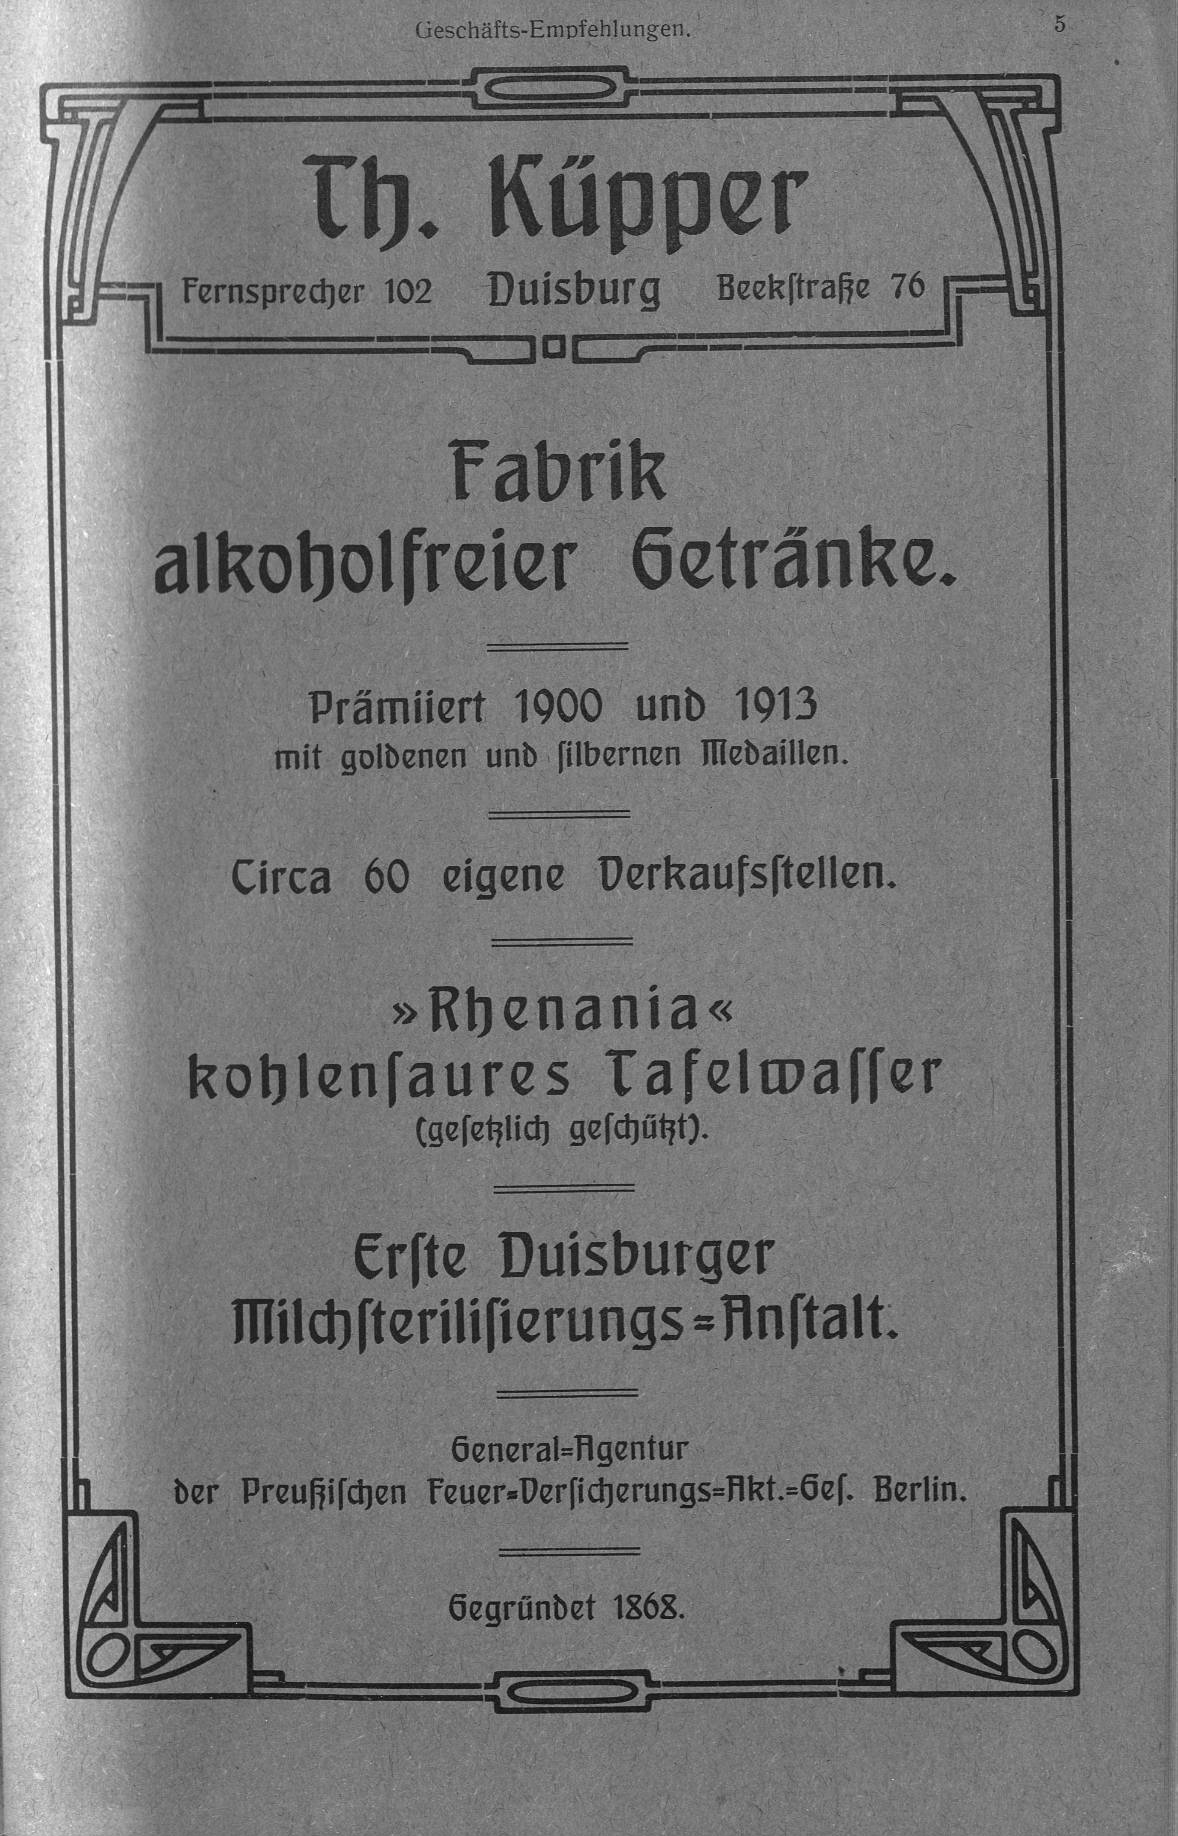 Geschäfts-Empfehlungen. 5
Th. Küpper
Fernsprecher 102 Duisburg Beekſtraße 76
Fabrik
alkoholfreier Getränke.
Prämiiert 1900 und 1913
mit goldenen und ſilbernen Medaillen.
Circa 60 eigene Verkaufsſtellen.
»Rhenania«
kohlenſaures Tafelwaſſer
(geſetzlich geſchützt).
Erſte Duisburger
Milchſteriliſierungs=Anſtalt.
General=Agentur
der Preußiſchen Feuer=Verſicherungs=Akt.=Geſ. Berlin.
Gegründet 1868.